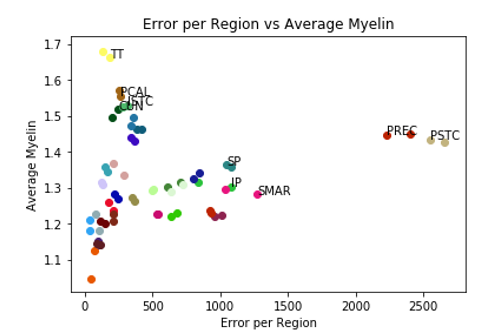 Error per Region vs Average Myelin
1.7
1.6
1.5
1.4
1.3
1.2
1.1
Average Myelin
TT
PCAL
ISTC
CUN
PREC
PSTC
SP
IP
SMAR
0
500
1000
1500
2000
2500
Error per Region